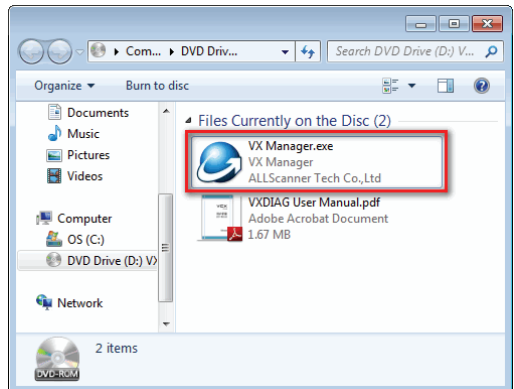 Com... DVD Driv... Search DVD Drive (D:) V...
Organize Burn to disc
Documents
Music
Pictures
Videos
Computer
OS (C:)
DVD Drive (D:) VX
Network
Files Currently on the Disc (2)
VX Manager.exe
VX Manager
ALLScanner Tech Co.,Ltd
VXDIAG User Manual.pdf
Adobe Acrobat Document
1.67 MB
2 items
DVD-ROM